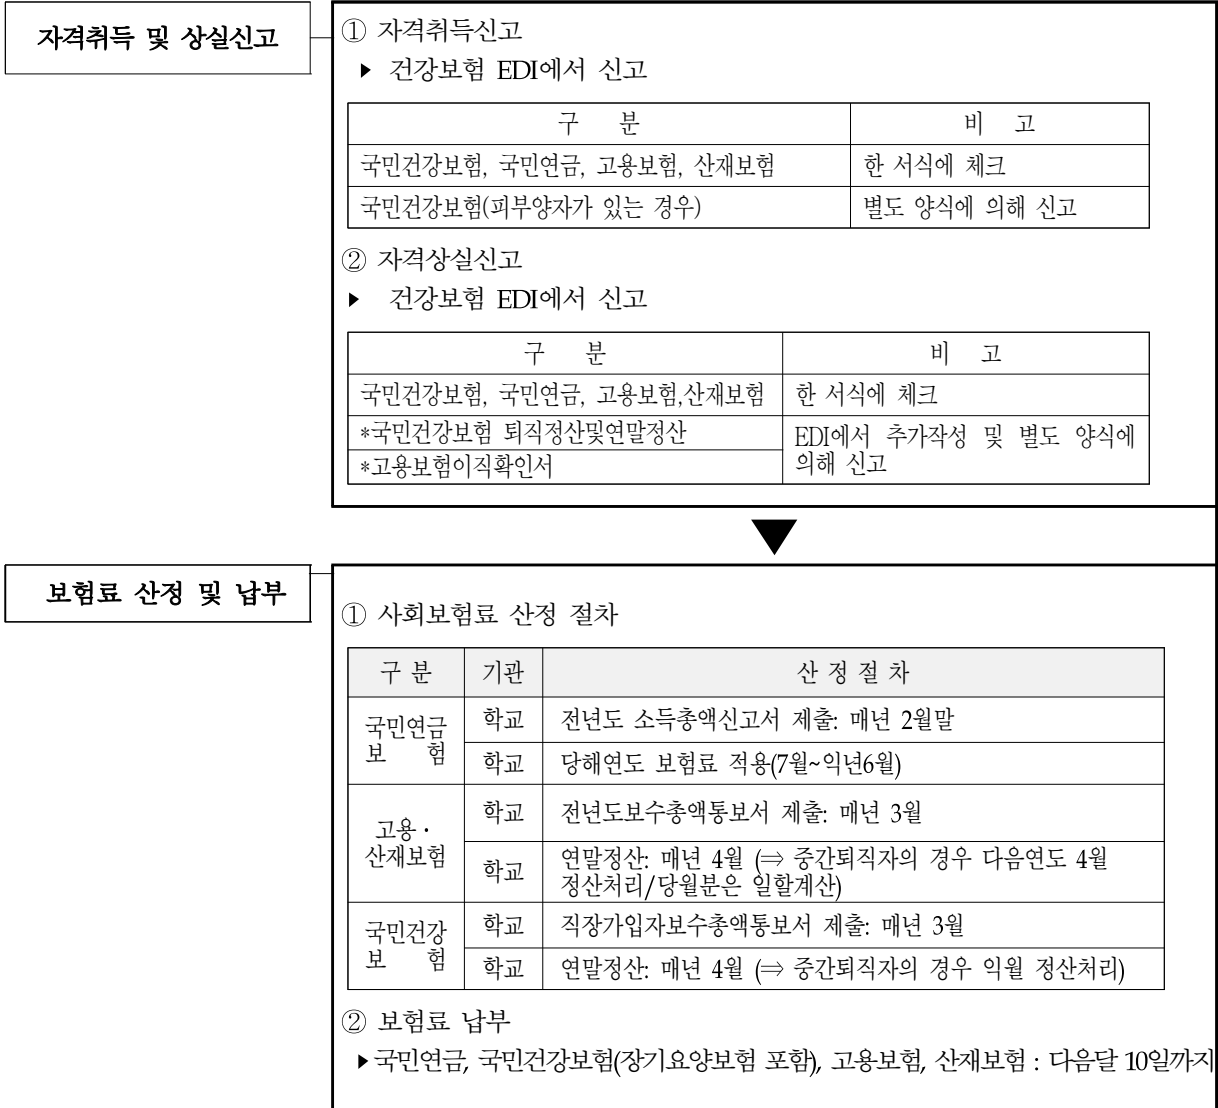 자격취득 및 상실신고
① 자격취득신고
▶ 건강보험 EDI에서 신고
구 분 비 고
국민건강보험, 국민연금, 고용보험, 산재보험 한 서식에 체크
국민건강보험(피부양자가 있는 경우) 별도 양식에 의해 신고
② 자격상실신고
▶ 건강보험 EDI에서 신고
구 분 비 고
국민건강보험, 국민연금, 고용보험,산재보험 한 서식에 체크
*국민건강보험 퇴직정산및연말정산
*고용보험이직확인서
EDI에서 추가작성 및 별도 양식에
의해 신고
보험료 산정 및 납부
① 사회보험료 산정 절차
구 분 기관 산 정 절 차
국민연금
보 험
학교 전년도 소득총액신고서 제출: 매년 2월말
학교 당해연도 보험료 적용(7월~익년6월)
고용·
산재보험
학교 전년도보수총액통보서 제출: 매년 3월
학교 연말정산: 매년 4월 (⇒ 중간퇴직자의 경우 다음연도 4월
정산처리/당월분은 일할계산)
국민건강
보 험
학교 직장가입자보수총액통보서 제출: 매년 3월
학교 연말정산: 매년 4월 (⇒ 중간퇴직자의 경우 익월 정산처리)
② 보험료 납부
▶국민연금, 국민건강보험(장기요양보험 포함), 고용보험, 산재보험 : 다음달 10일까지